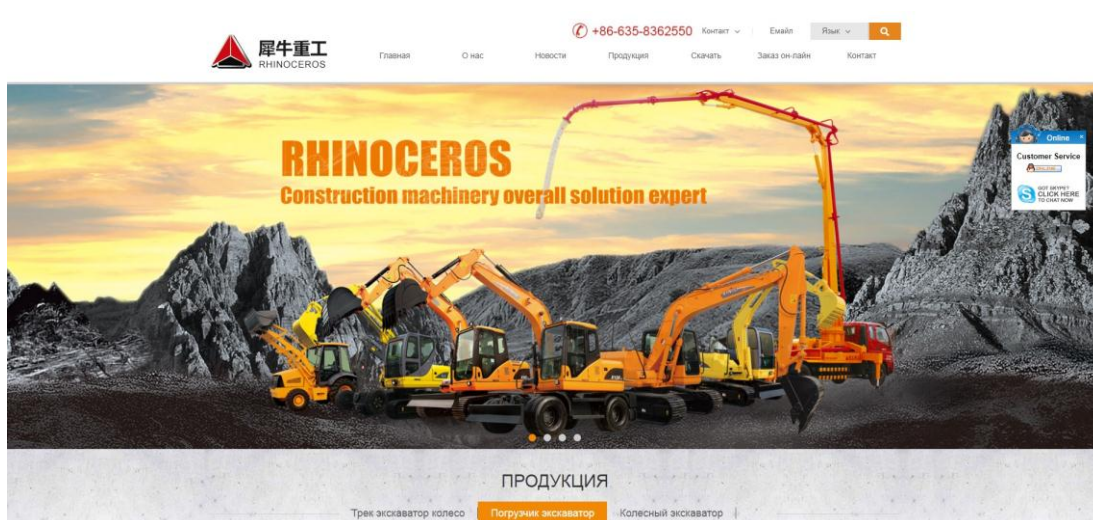 +86-635-8362550 Контакт Емайл Язык
犀牛重工
RHINOCEROS
Главная О нас Новости Продукция Скачать Заказ он-лайн Контакт
RHINOCEROS
Construction machinery overall solution expert
Online ×
Customer Service
GOT SKYPE?
CLICK HERE
TO CHAT NOW
ПРОДУКЦИЯ
Трек экскаватор колесо | Погрузчик экскаватор Колесный экскаватор |